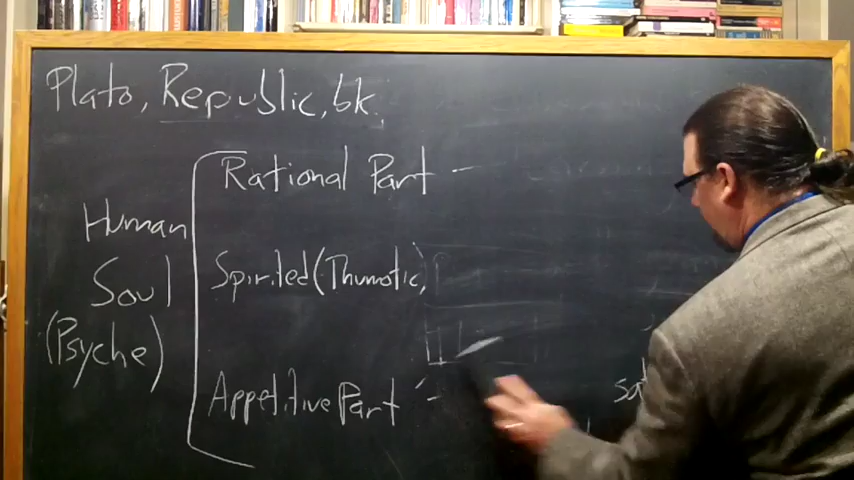 Plato, Republic, bk.
Rational Part -
Human
Soul
(Psyche)
Spirited (Thumotic)
Appetitive Part -